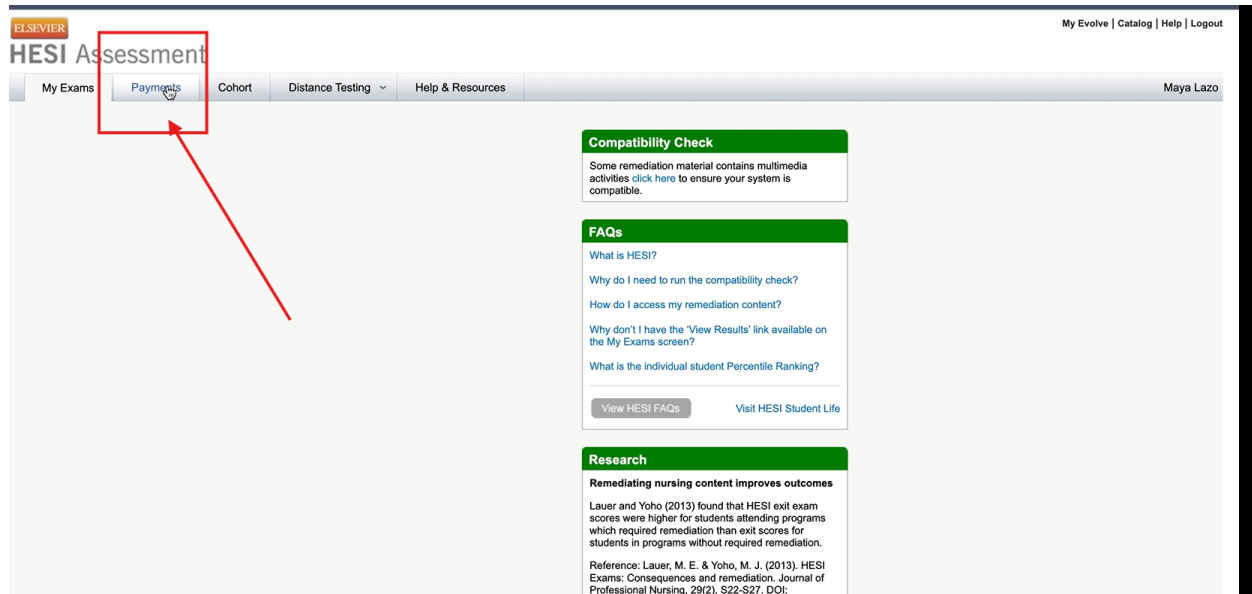 ELSEVIER
My Evolve | Catalog | Help | Logout
HESI Assessment
My Exams Payments Cohort Distance Testing Help & Resources Maya Lazo
Compatibility Check
Some remediation material contains multimedia
activities click here to ensure your system is
compatible.
FAQs
What is HESI?
Why do I need to run the compatibility check?
How do I access my remediation content?
Why don't I have the 'View Results' link available on
the My Exams screen?
What is the individual student Percentile Ranking?
View HESI FAQs Visit HESI Student Life
Research
Remediating nursing content improves outcomes
Lauer and Yoho (2013) found that HESI exit exam
scores were higher for students attending programs
which required remediation than exit scores for
students in programs without required remediation.
Reference: Lauer, M. E. & Yoho, M. J. (2013). HESI
Exams: Consequences and remediation. Journal of
Professional Nursing, 29(2), S22-S27. DOI: